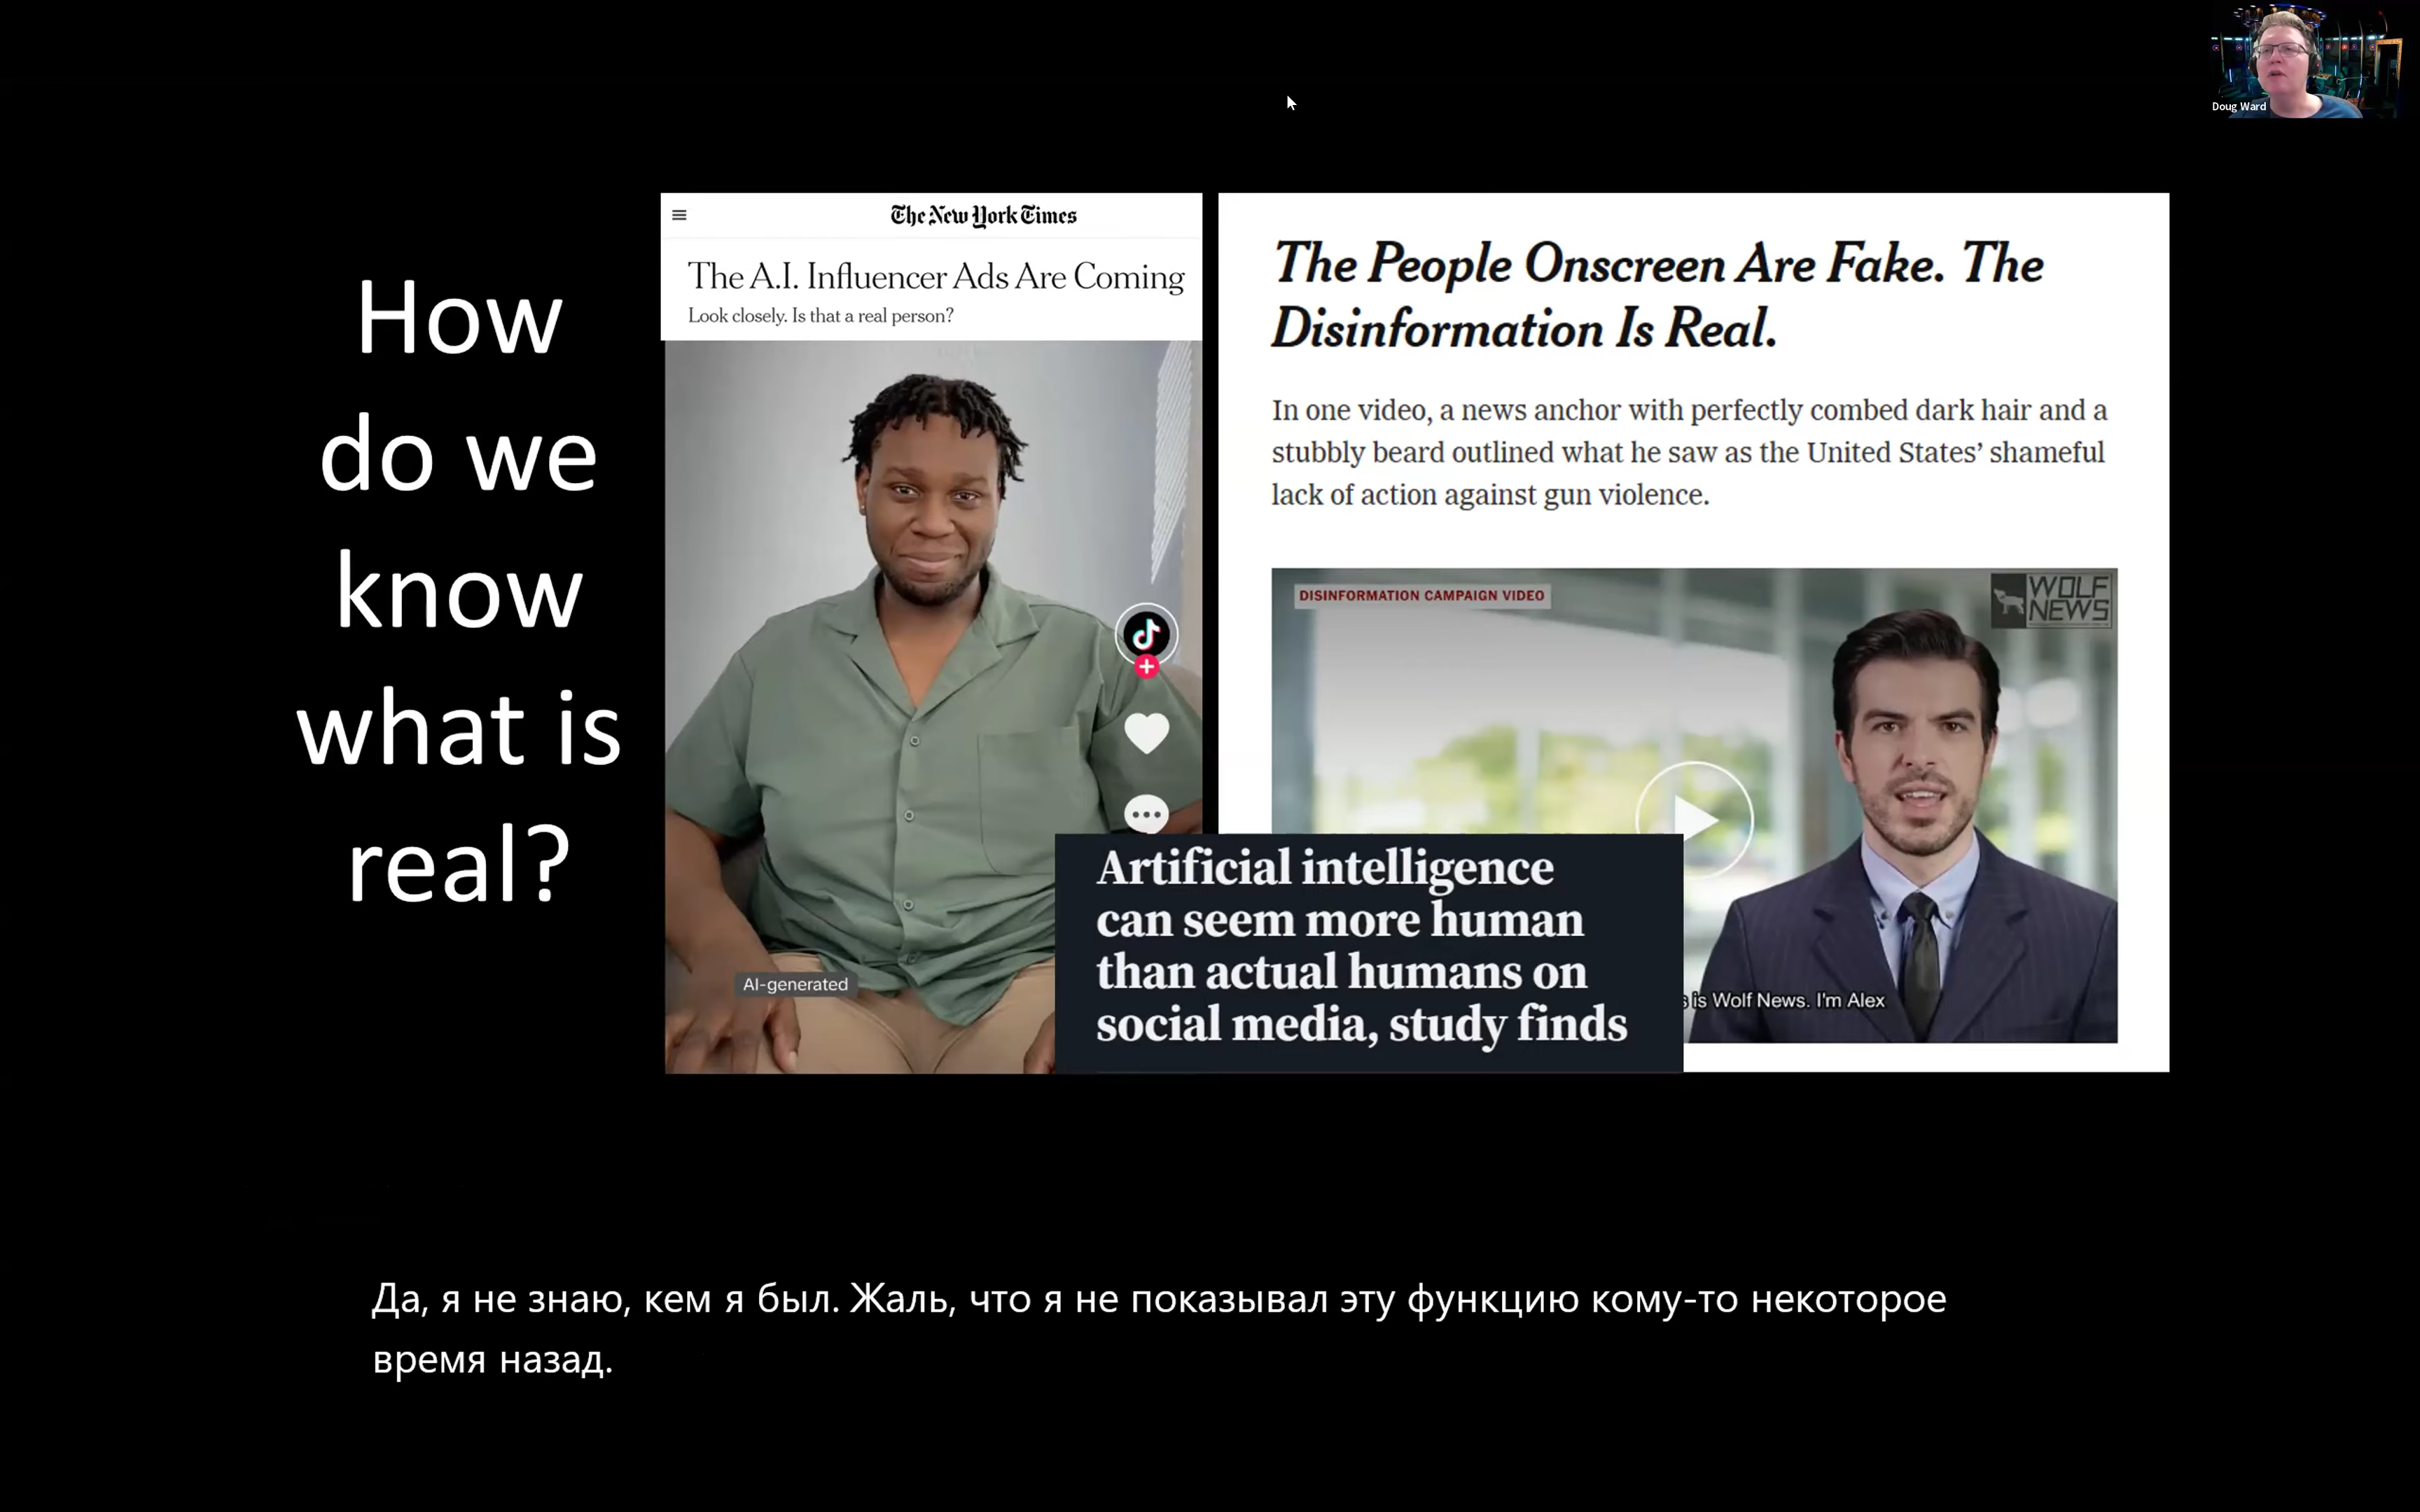 Doug Ward
How
do we
know
what is
real?
The New York Times
The A.I. Influencer Ads Are Coming
Look closely. Is that a real person?
AI-generated
The People Onscreen Are Fake. The
Disinformation Is Real.
In one video, a news anchor with perfectly combed dark hair and a
stubbly beard outlined what he saw as the United States’ shameful
lack of action against gun violence.
DISINFORMATION CAMPAIGN VIDEO
WOLF
NEWS
is Wolf News. I'm Alex
Artificial intelligence
can seem more human
than actual humans on
social media, study finds
Да, я не знаю, кем я был. Жаль, что я не показывал эту функцию кому-то некоторое
время назад.